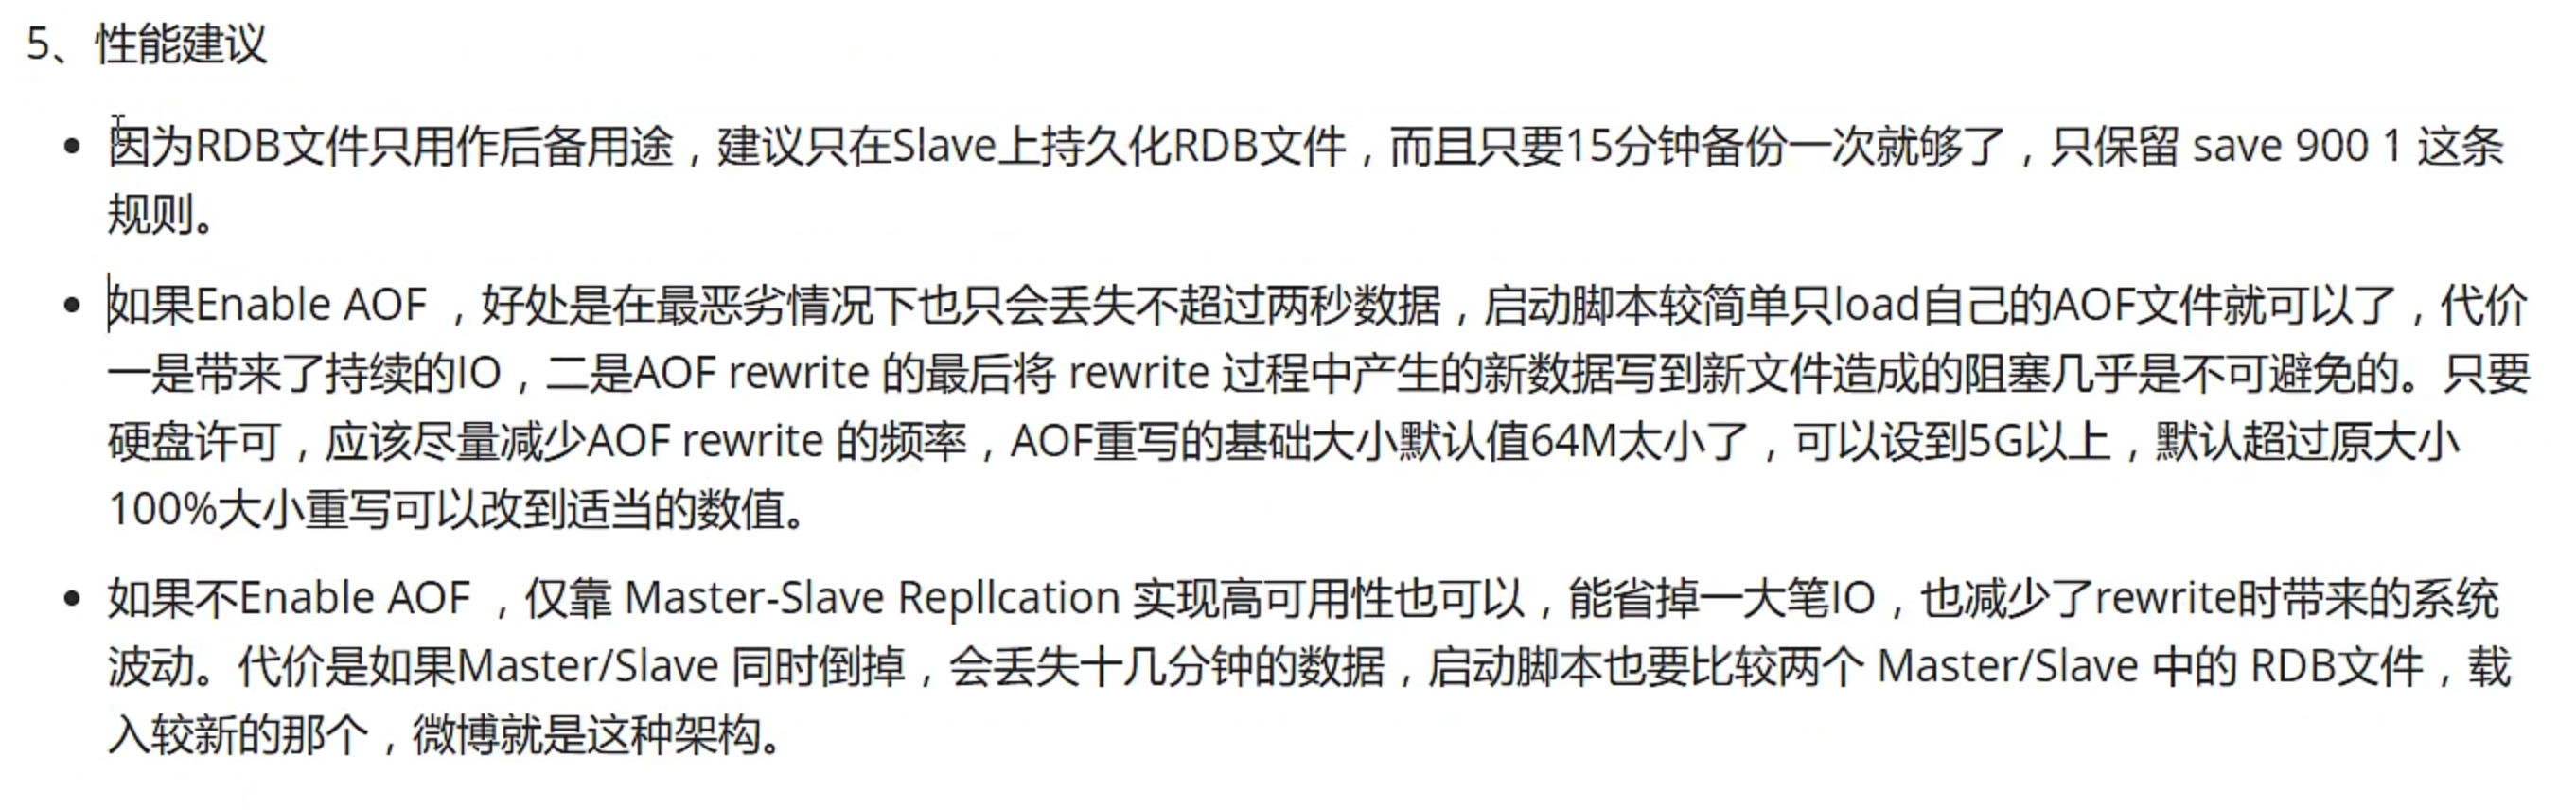 5、性能建议
因为RDB文件只用作后备用途，建议只在Slave上持久化RDB文件，而且只要15分钟备份一次就够了，只保留 save 900 1 这条
规则。
如果Enable AOF ，好处是在最恶劣情况下也只会丢失不超过两秒数据，启动脚本较简单只load自己的AOF文件就可以了，代价
一是带来了持续的IO，二是AOF rewrite 的最后将 rewrite 过程中产生的新数据写到新文件造成的阻塞几乎是不可避免的。只要
硬盘许可，应该尽量减少AOF rewrite 的频率，AOF重写的基础大小默认值64M太小了，可以设到5G以上，默认超过原大小
100%大小重写可以改到适当的数值。
如果不Enable AOF ，仅靠 Master-Slave Repllcation 实现高可用性也可以，能省掉一大笔IO，也减少了rewrite时带来的系统
波动。代价是如果Master/Slave 同时倒掉，会丢失十几分钟的数据，启动脚本也要比较两个 Master/Slave 中的 RDB文件，载
入较新的那个，微博就是这种架构。